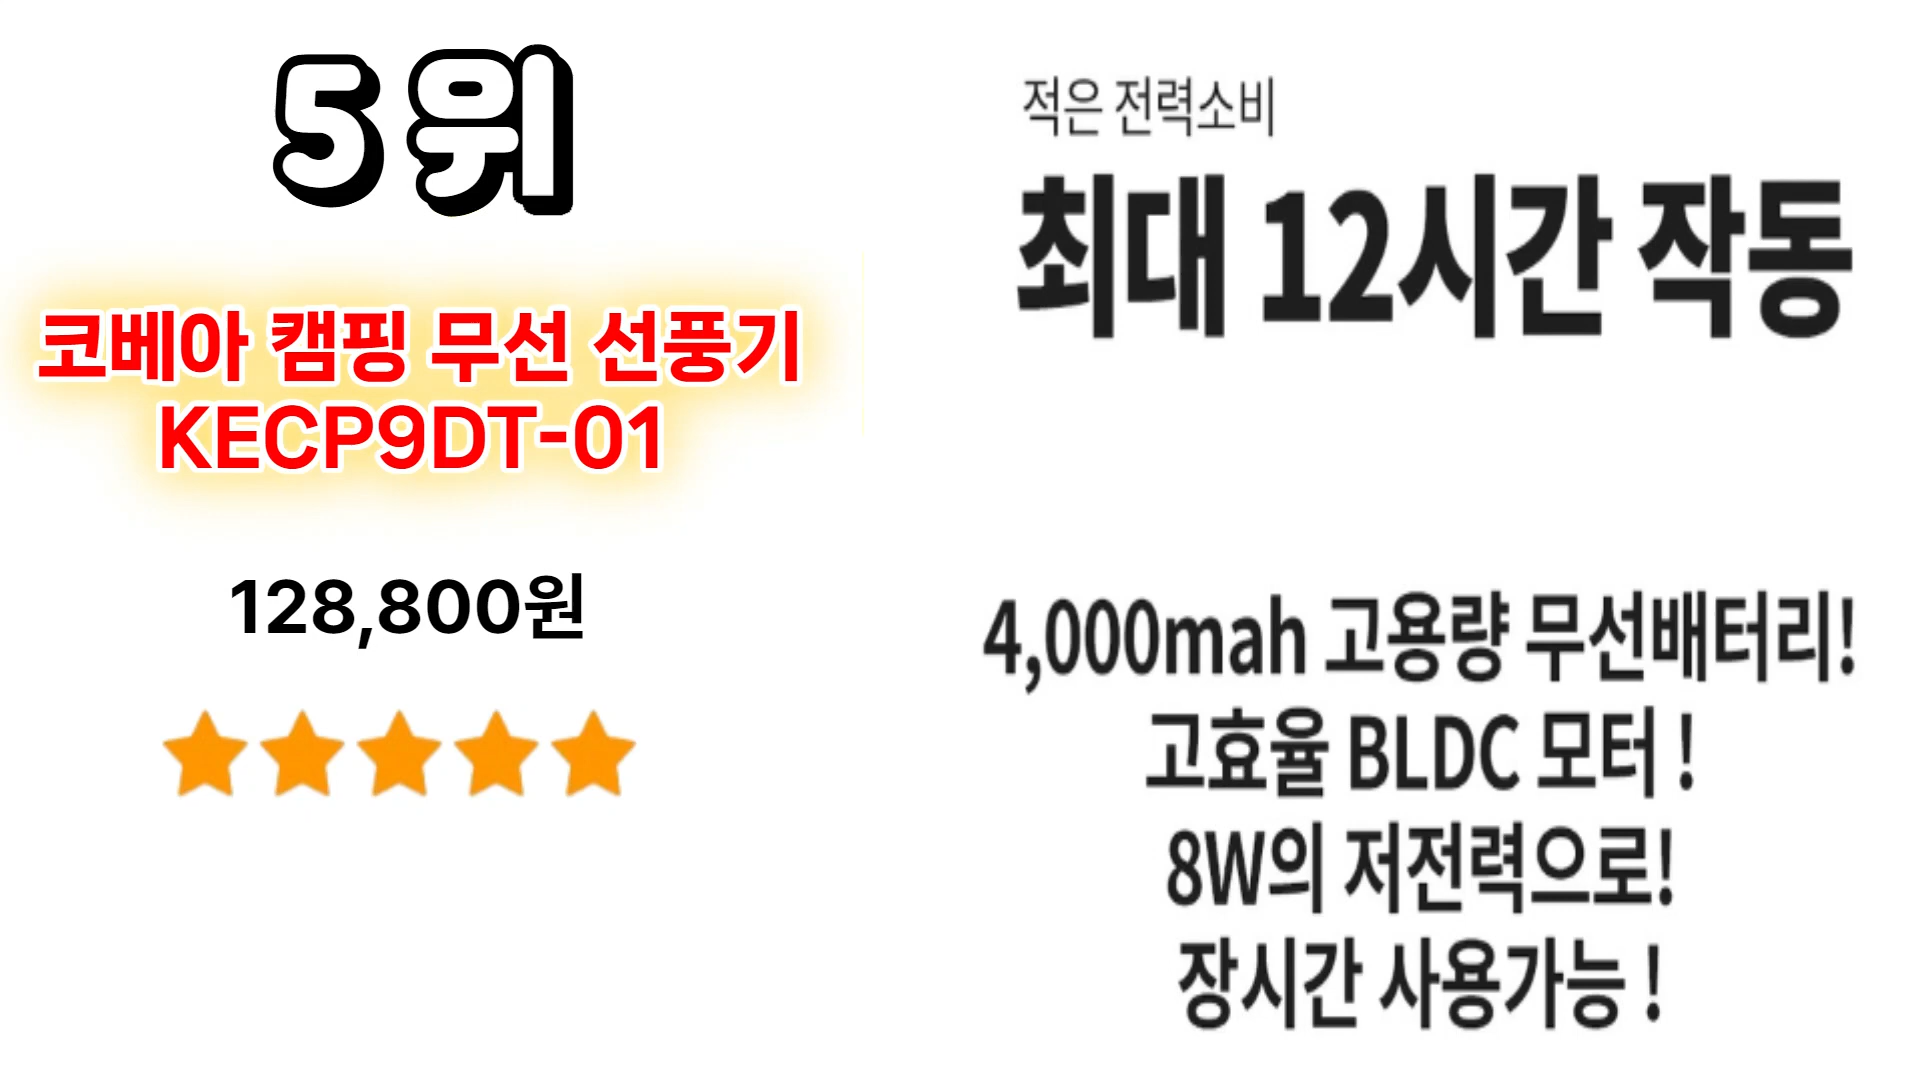 5위
코베아 캠핑 무선 선풍기
KECP9DT-01
128,800원
적은 전력소비
최대 12시간 작동
4,000mah 고용량 무선배터리!
고효율 BLDC 모터 !
8W의 저전력으로!
장시간 사용가능 !